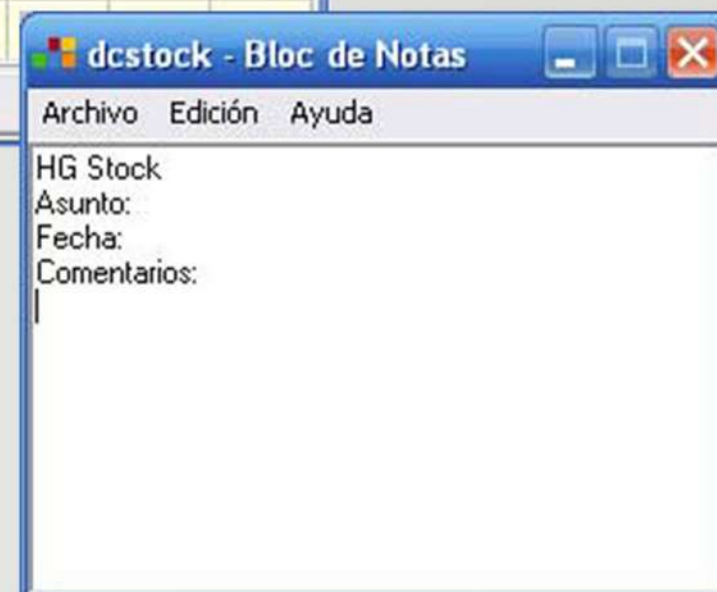 dcstock - Bloc de Notas
Archivo Edición Ayuda
HG Stock
Asunto:
Fecha:
Comentarios: